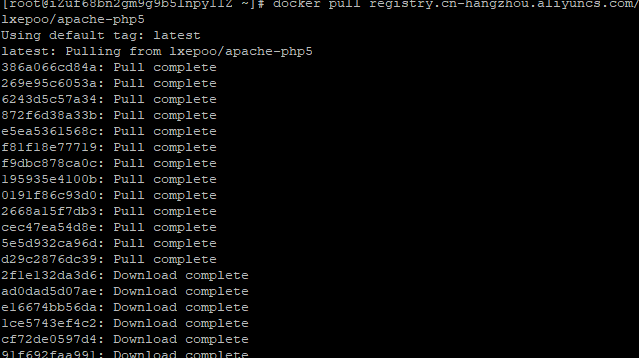 [root@iZuf68bn2gm9g9b5lnpyllZ ~]# docker pull registry.cn-hangzhou.aliyuncs.com/
lxepoo/apache-php5
Using default tag: latest
latest: Pulling from lxepoo/apache-php5
386a066cd84a: Pull complete
269e95c6053a: Pull complete
6243d5c57a34: Pull complete
872f6d38a33b: Pull complete
e5ea5361568c: Pull complete
f81f18e77719: Pull complete
f9dbc878ca0c: Pull complete
195935e4100b: Pull complete
0191f86c93d0: Pull complete
2668a15f7db3: Pull complete
cec47ea54d8e: Pull complete
5e5d932ca96d: Pull complete
d29c2876dc39: Pull complete
2f1e132da3d6: Download complete
ad0dad5d07ae: Download complete
e16674bb56da: Download complete
1ce5743ef4c2: Download complete
cf72de0597d4: Download complete
91f692faa991: Download complete